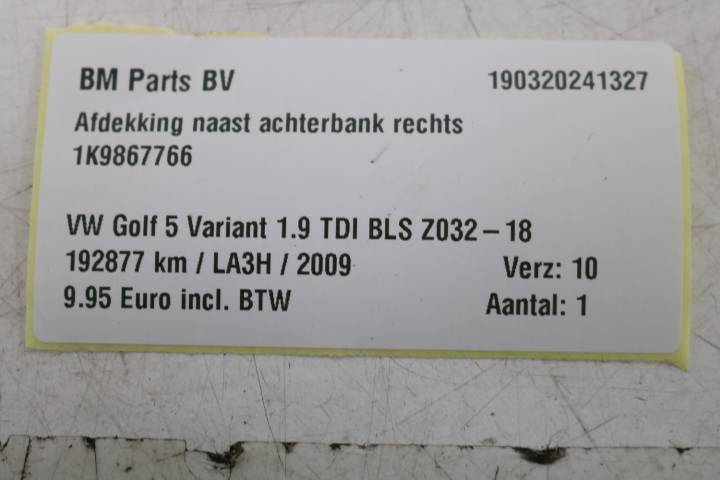 BM Parts BV 190320241327
Afdekking naast achterbank rechts
1K9867766
VW Golf 5 Variant 1.9 TDI BLS Z032-18
192877 km / LA3H / 2009 Verz: 10
9.95 Euro incl. BTW Aantal: 1